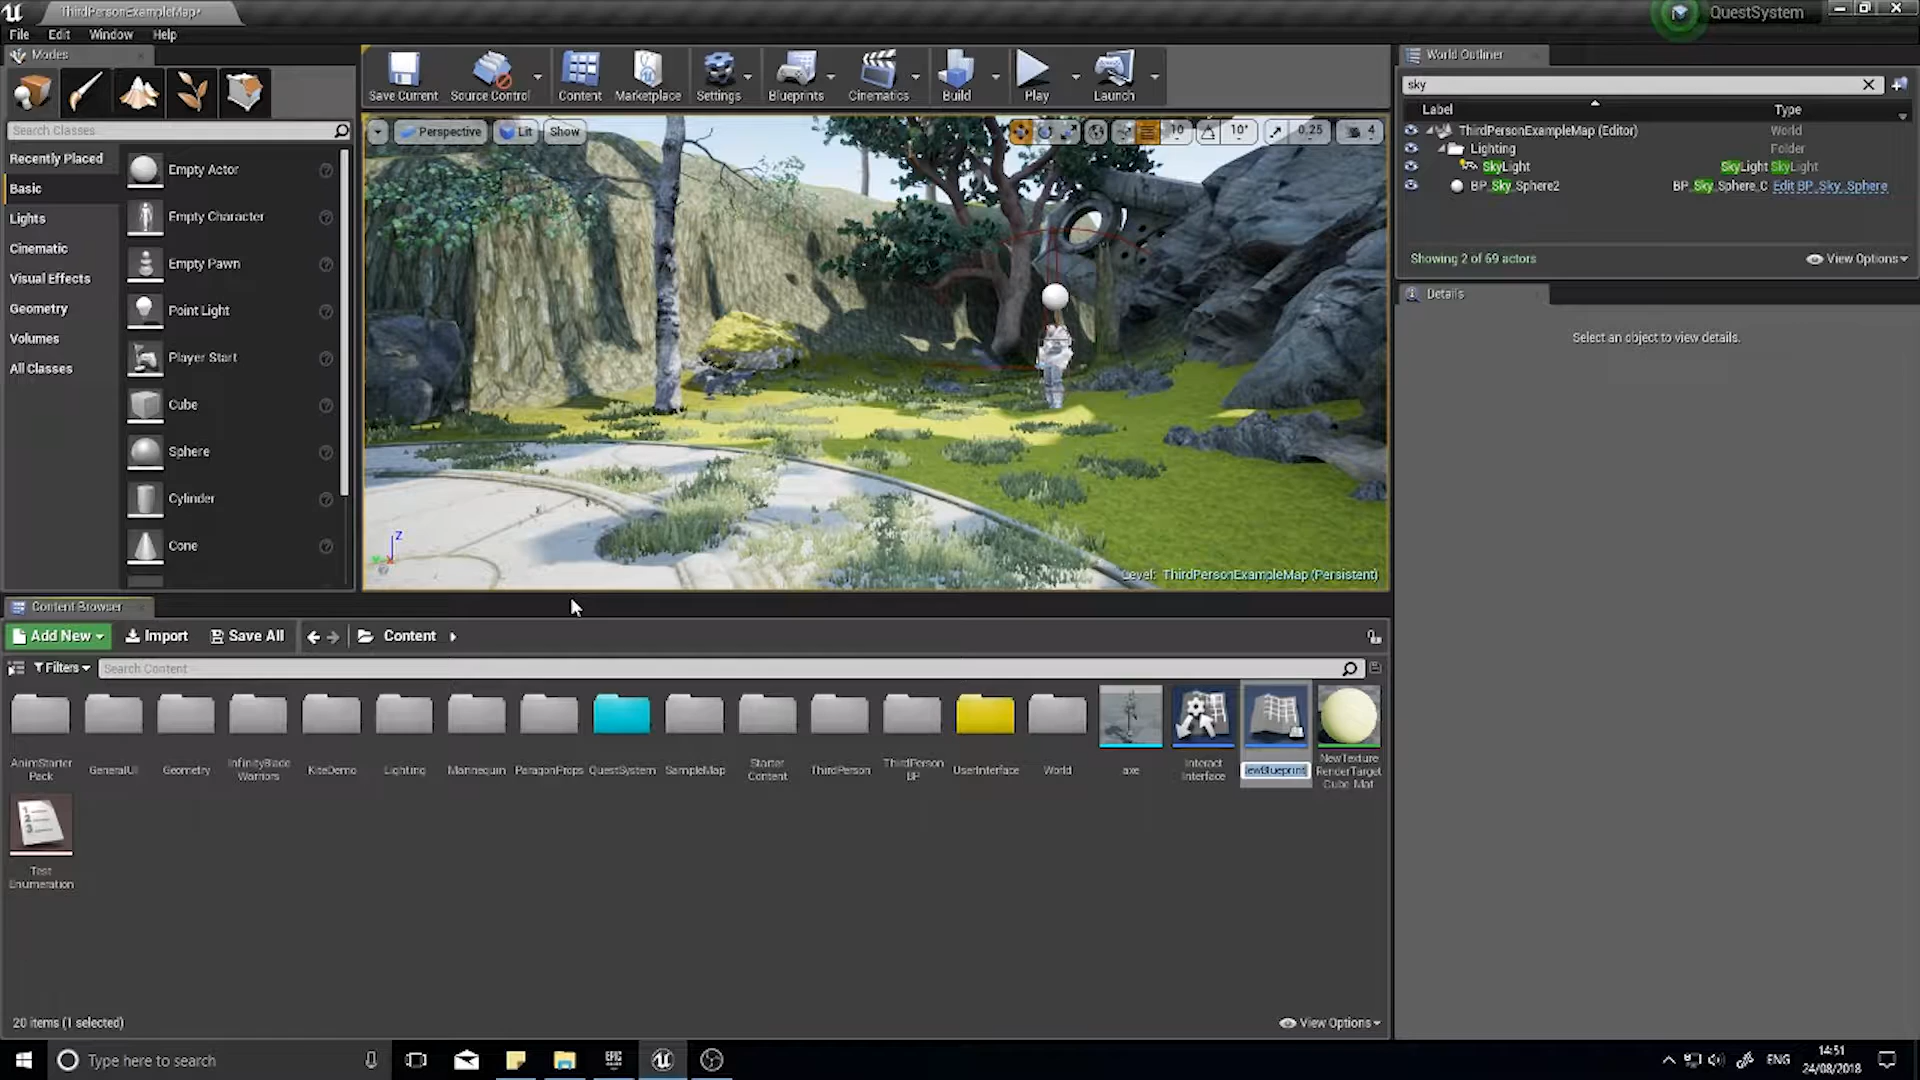 ThirdPersonExampleMap*
QuestSystem
File Edit Window Help
Modes
Search Classes
Recently Placed
Basic
Lights
Cinematic
Visual Effects
Geometry
Volumes
All Classes
Empty Actor
Empty Character
Empty Pawn
Point Light
Player Start
Cube
Sphere
Cylinder
Cone
Save Current Source Control Content Marketplace Settings Blueprints Cinematics Build Play Launch
Perspective Lit Show
10 10° 0.25 4
Z
Level: ThirdPersonExampleMap (Persistent)
World Outliner
sky
Label Type
ThirdPersonExampleMap (Editor) World
Lighting Folder
SkyLight SkyLight SkyLight
BP_Sky_Sphere2 BP_Sky_Sphere_C Edit BP_Sky_Sphere
Showing 2 of 69 actors View Options
Details
Select an object to view details.
Content Browser
Add New Import Save All Content
Filters Search Content
AnimStarter
Pack
GeneralUI
Geometry
InfinityBlade
Warriors
KiteDemo
Lighting
Mannequin
ParagonProps
QuestSystem
SampleMap
Starter
Content
ThirdPerson
ThirdPerson
BP
UserInterface
World
axe
Interact
Interface
ewBlueprint
NewTexture
RenderTarget
Cube_Mat
Test
Enumeration
20 items (1 selected) View Options
Type here to search
EPIC
ENG
14:51
24/08/2018